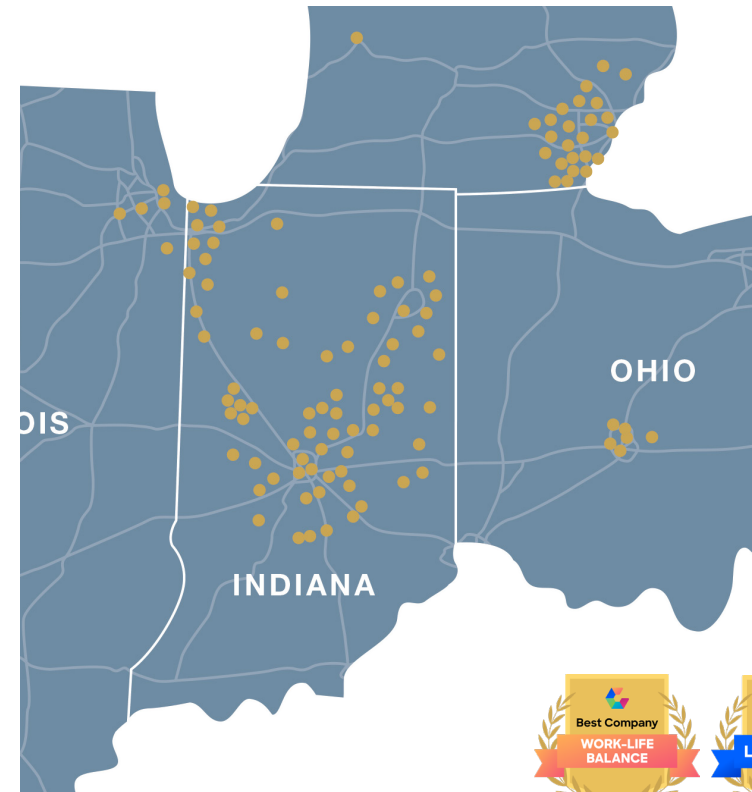 OHIO
OIS
INDIANA
Best Company
WORK-LIFE
BALANCE
L